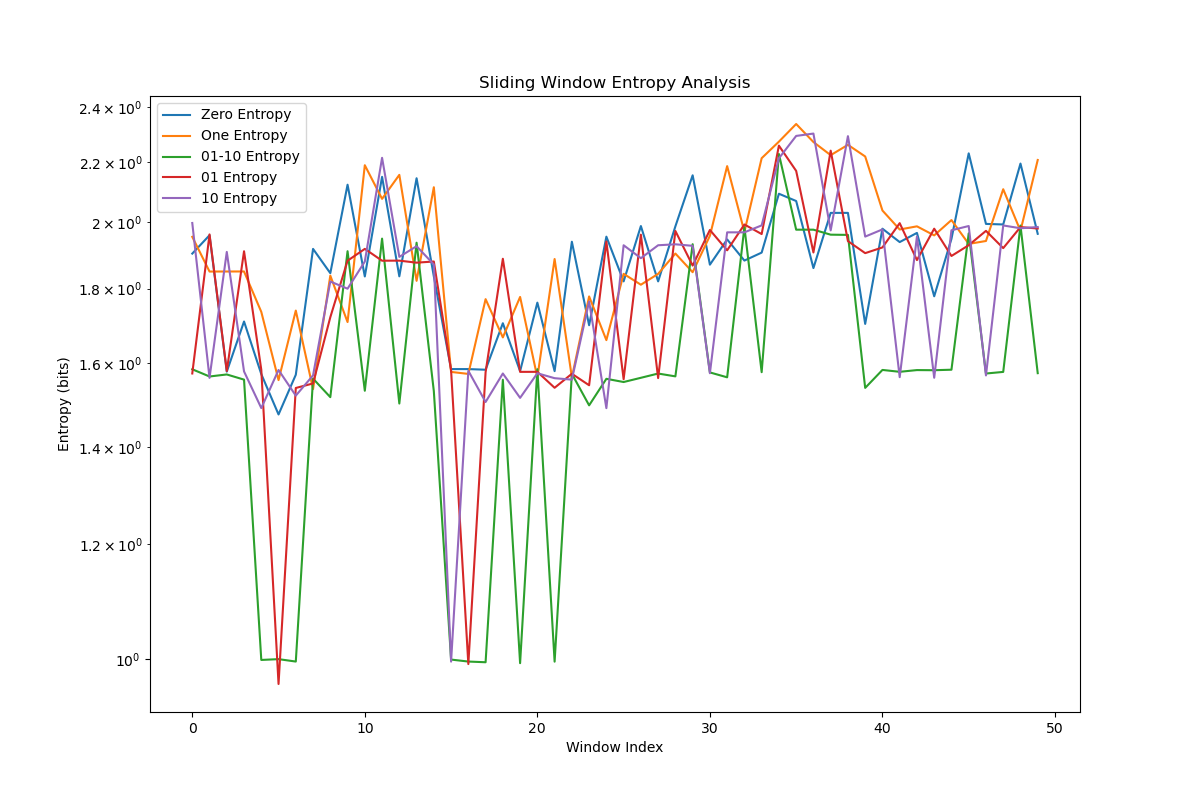 Sliding Window Entropy Analysis
Zero Entropy
One Entropy
01-10 Entropy
01 Entropy
10 Entropy
2.4 × 10⁰
2.2 × 10⁰
2 × 10⁰
1.8 × 10⁰
1.6 × 10⁰
1.4 × 10⁰
1.2 × 10⁰
10⁰
Entropy (bits)
0 10 20 30 40 50
Window Index